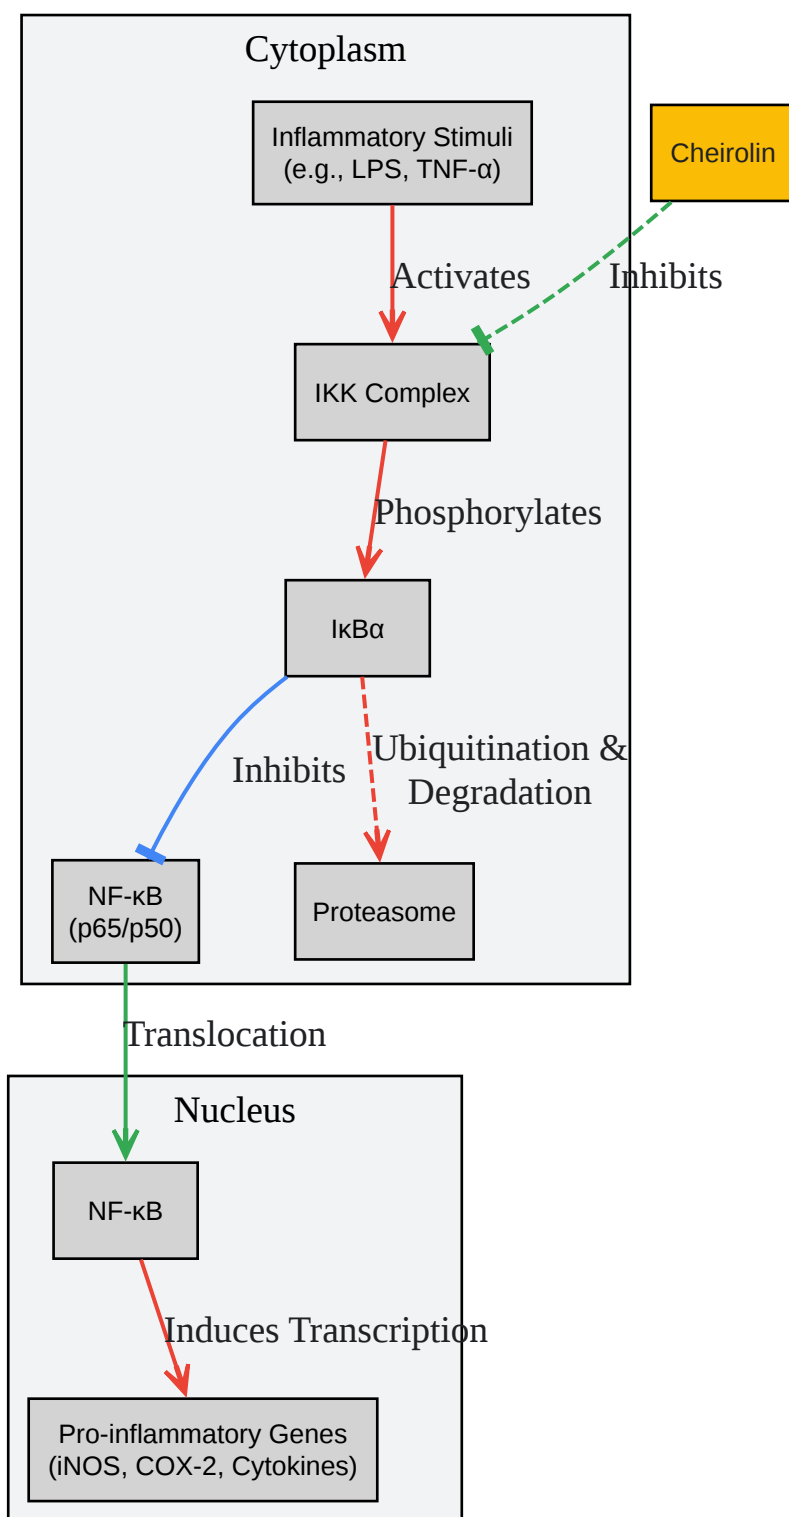 Cytoplasm
Inflammatory Stimuli
(e.g., LPS, TNF-α)
Cheirolin
Activates
Inhibits
IKK Complex
Phosphorylates
IκBα
Inhibits
Ubiquitination &
Degradation
NF-κB
(p65/p50)
Proteasome
Translocation
Nucleus
NF-κB
Induces Transcription
Pro-inflammatory Genes
(iNOS, COX-2, Cytokines)